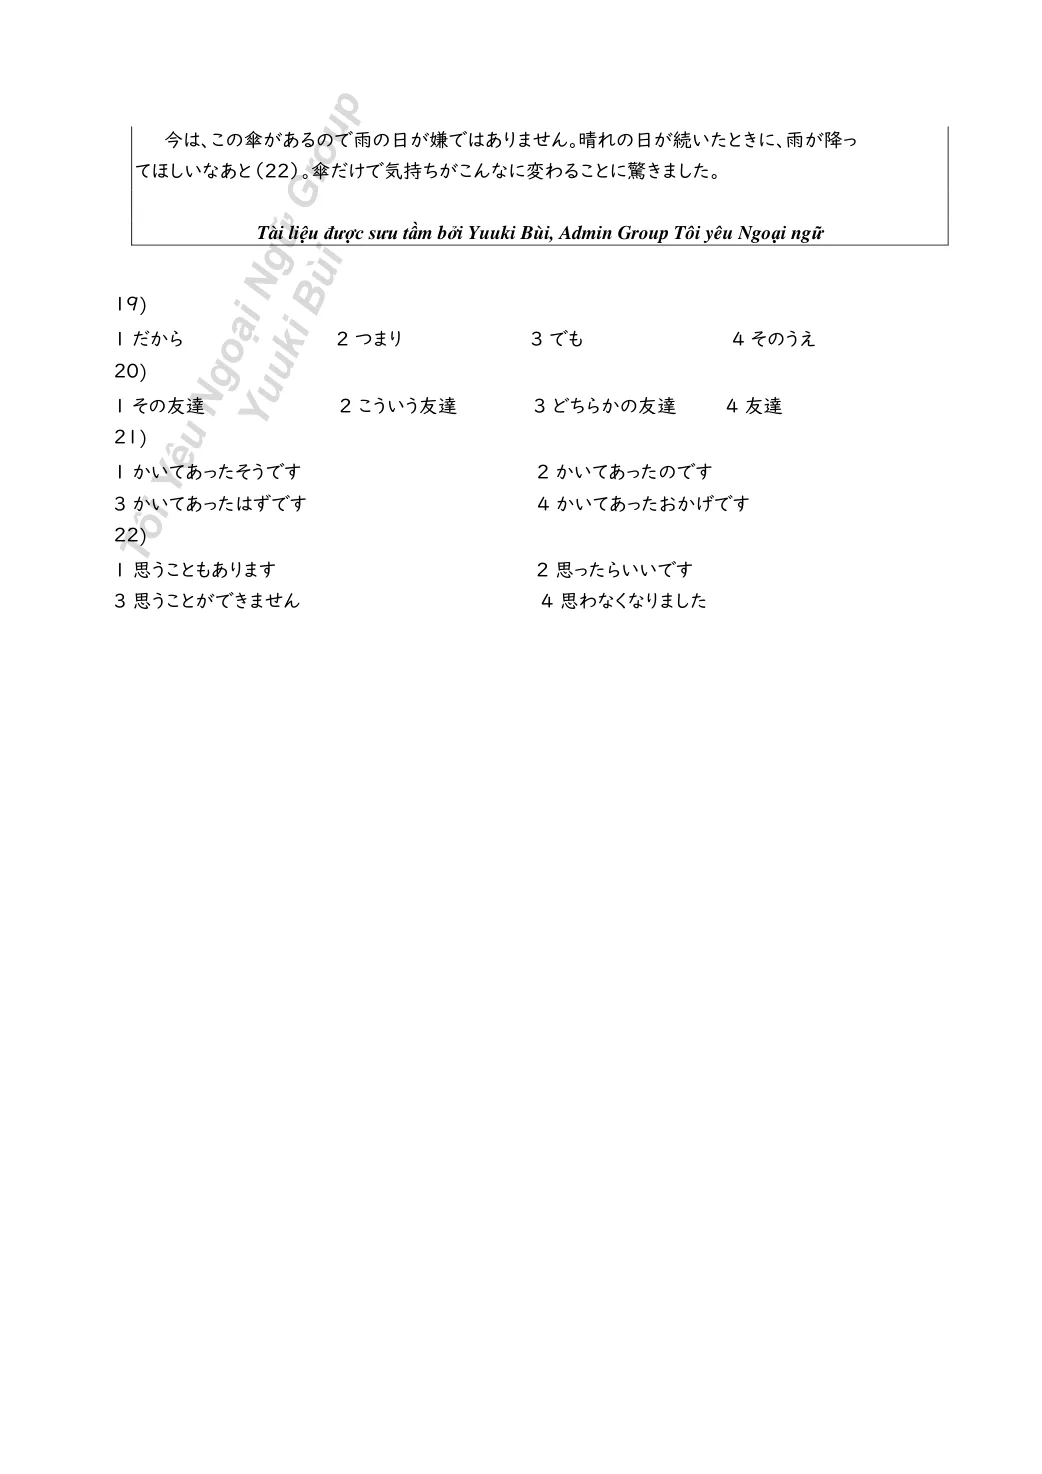 今は、この傘があるので雨の日が嫌ではありません。晴れの日が続いたときに、雨が降っ
てほしいなあと（22）。傘だけで気持ちがこんなに変わることに驚きました。
Tài liệu được sưu tầm bởi Yuuki Bùi, Admin Group Tôi yêu Ngoại ngữ
Tôi Yêu Ngoại Ngữ Group
Yuuki Bùi
19)
1 だから 2 つまり 3 でも 4 そのうえ
20)
1 その友達 2 こういう友達 3 どちらかの友達 4 友達
21)
1 かいてあったそうです 2 かいてあったのです
3 かいてあったはずです 4 かいてあったおかげです
22)
1 思うこともあります 2 思ったらいいです
3 思うことができません 4 思わなくなりました